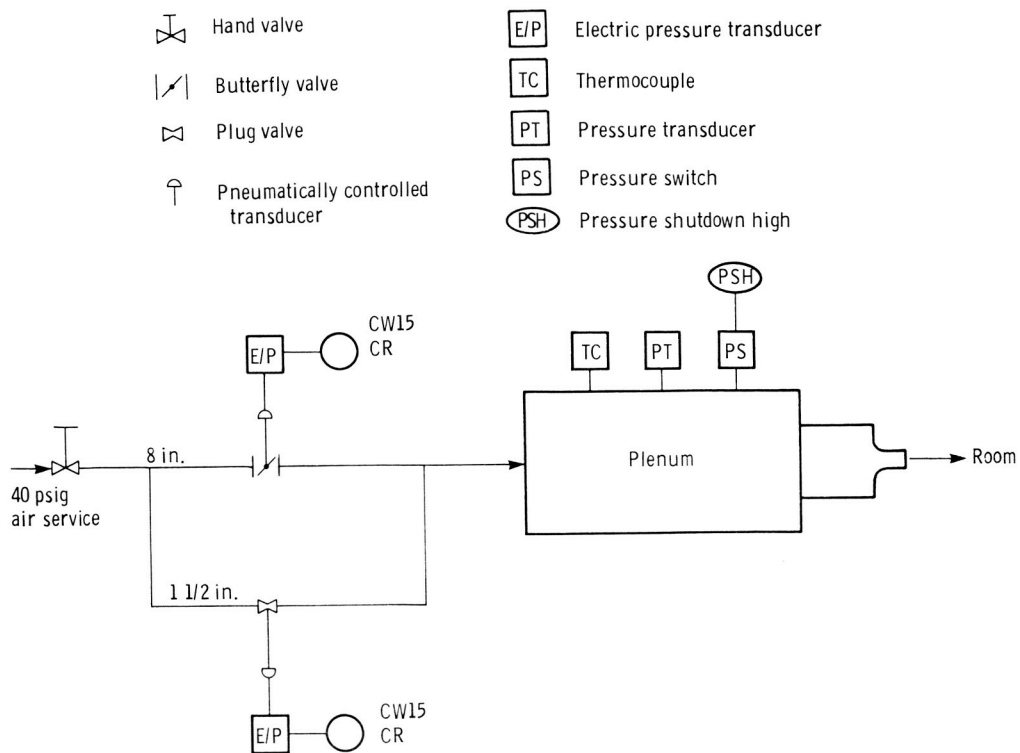 Hand valve
Butterfly valve
Plug valve
Pneumatically controlled
transducer
E/P Electric pressure transducer
TC Thermocouple
PT Pressure transducer
PS Pressure switch
PSH Pressure shutdown high
PSH
E/P
CW15
CR
TC
PT
PS
8 in.
40 psig
air service
Plenum
Room
1 1/2 in.
E/P
CW15
CR